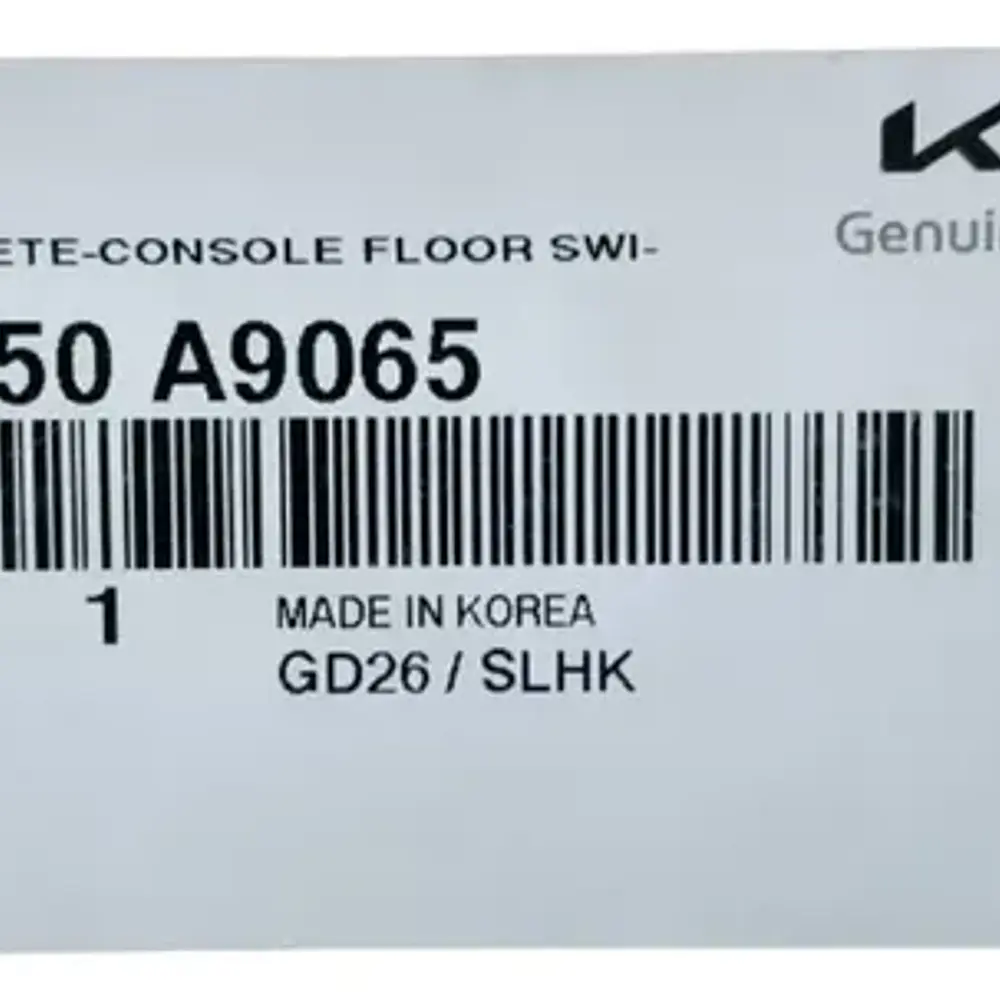 ETE-CONSOLE FLOOR SWI-
Genui
50 A9065
1
MADE IN KOREA
GD26 / SLHK